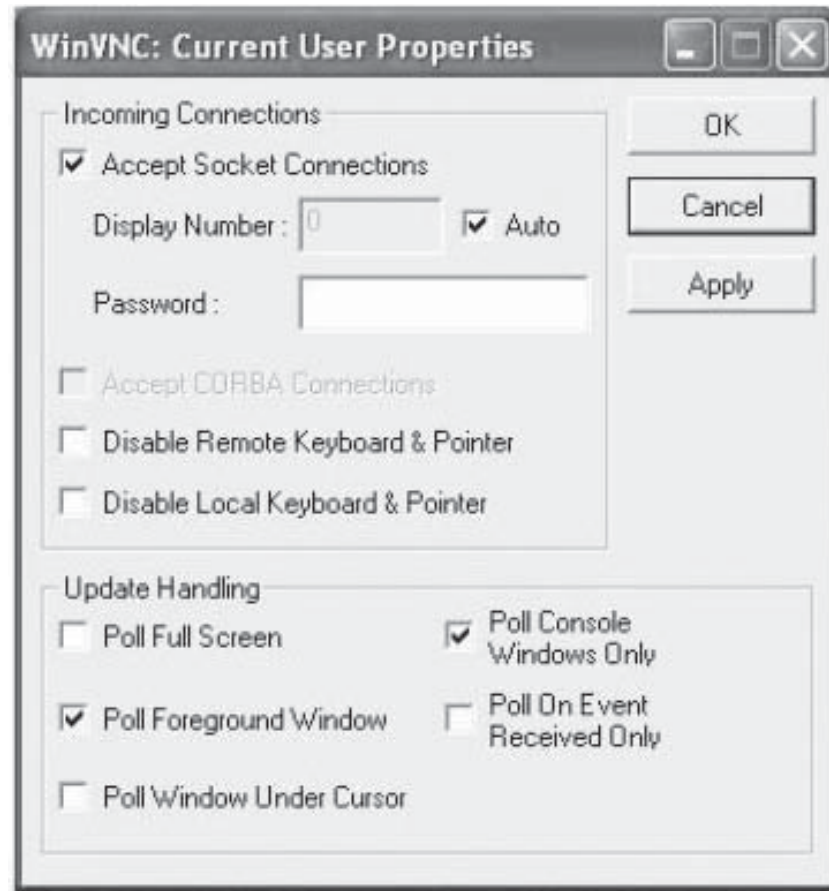 WinVNC: Current User Properties
Incoming Connections
OK
Accept Socket Connections
Cancel
Display Number : 0
Auto
Apply
Password :
Accept CORBA Connections
Disable Remote Keyboard & Pointer
Disable Local Keyboard & Pointer
Update Handling
Poll Full Screen
Poll Console
Windows Only
Poll Foreground Window
Poll On Event
Received Only
Poll Window Under Cursor